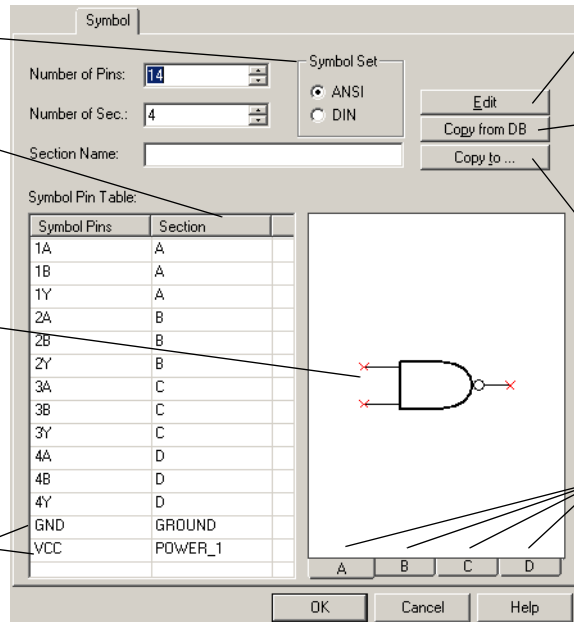 Symbol
Number of Pins: 14
Symbol Set
ANSI
DIN
Number of Sec.: 4
Section Name:
Edit
Copy from DB
Copy to ...
Symbol Pin Table:
Symbol Pins Section
1A A
1B A
1Y A
2A B
2B B
2Y B
3A C
3B C
3Y C
4A D
4B D
4Y D
GND GROUND
VCC POWER_1
A B C D
OK Cancel Help